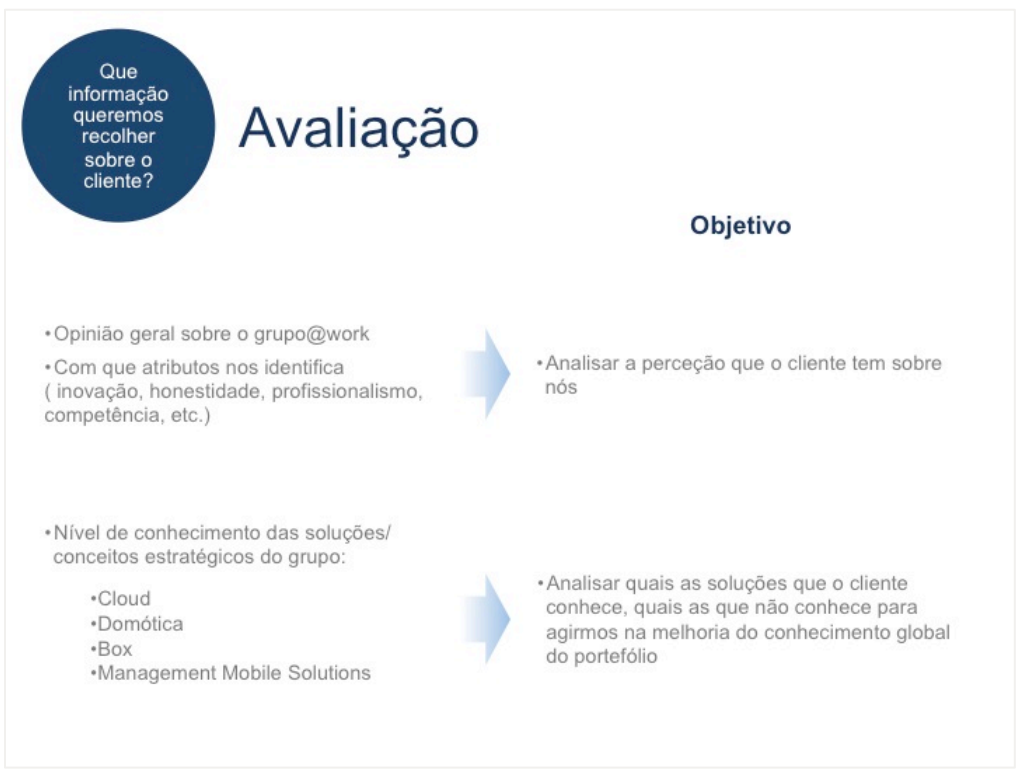 Que
informação
queremos
recolher
sobre o
cliente?
Avaliação
Objetivo
•Opinião geral sobre o grupo@work
•Com que atributos nos identifica
( inovação, honestidade, profissionalismo,
competência, etc.)
•Analisar a perceção que o cliente tem sobre
nós
•Nível de conhecimento das soluções/
conceitos estratégicos do grupo:
•Cloud
•Domótica
•Box
•Management Mobile Solutions
•Analisar quais as soluções que o cliente
conhece, quais as que não conhece para
agirmos na melhoria do conhecimento global
do portefólio